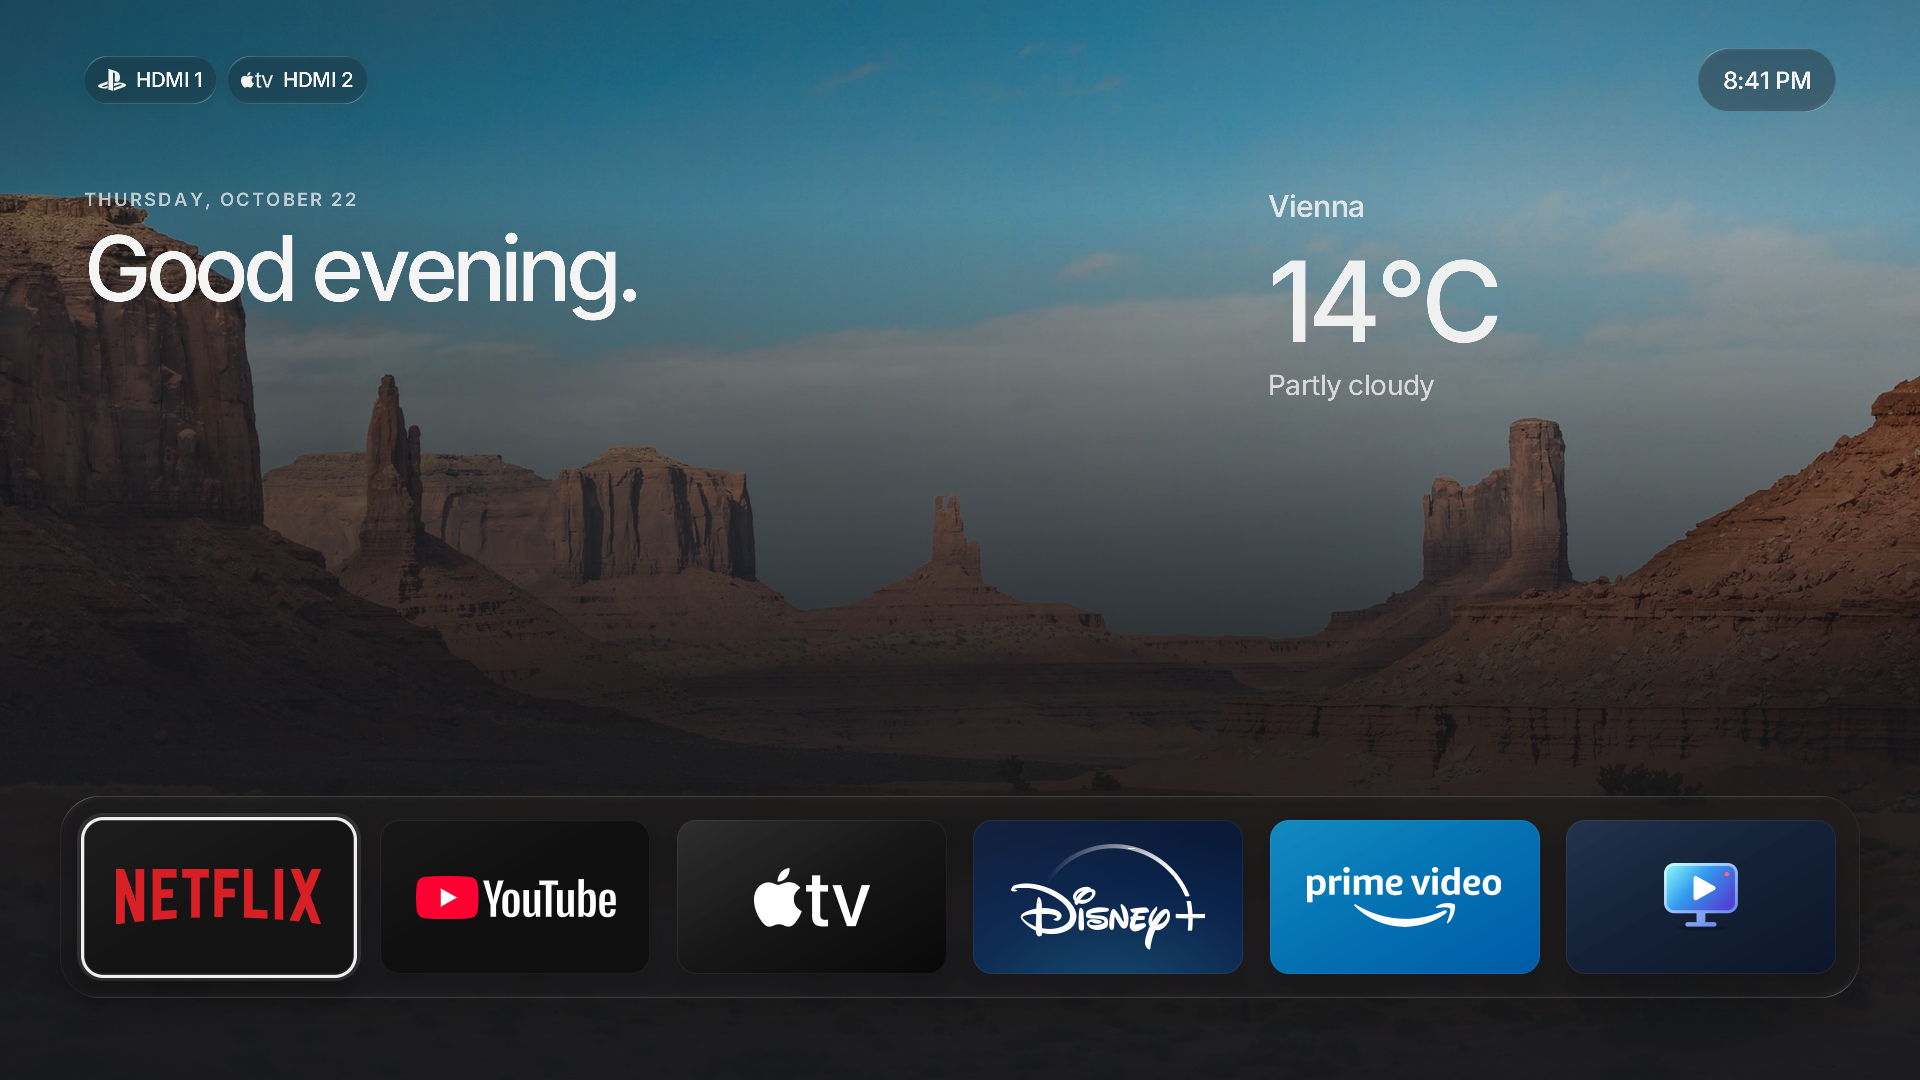 HDMI 1
tv HDMI 2
8:41 PM
THURSDAY, OCTOBER 22
Good evening.
Vienna
14°C
Partly cloudy
NETFLIX
YouTube
tv
Disney+
prime video